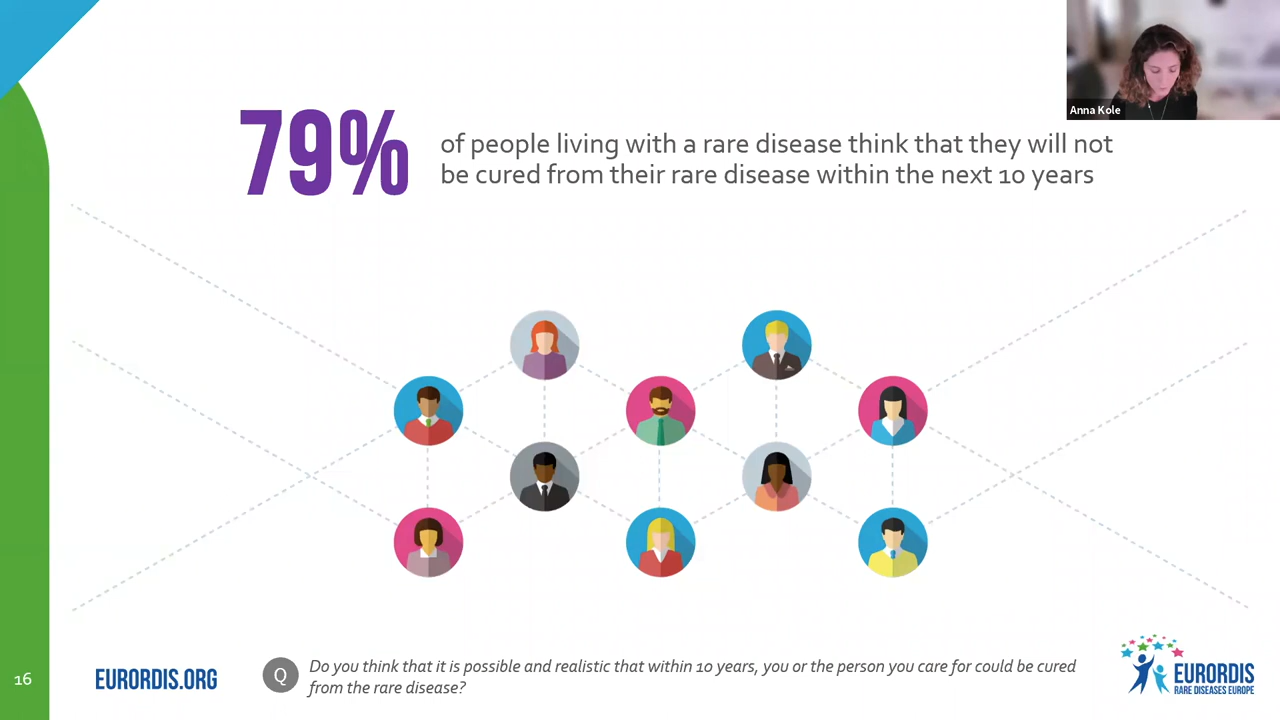 Anna Kole
79%
of people living with a rare disease think that they will not
be cured from their rare disease within the next 10 years
16
EURORDIS.ORG
Q
Do you think that it is possible and realistic that within 10 years, you or the person you care for could be cured
from the rare disease?
EURORDIS
RARE DISEASES EUROPE